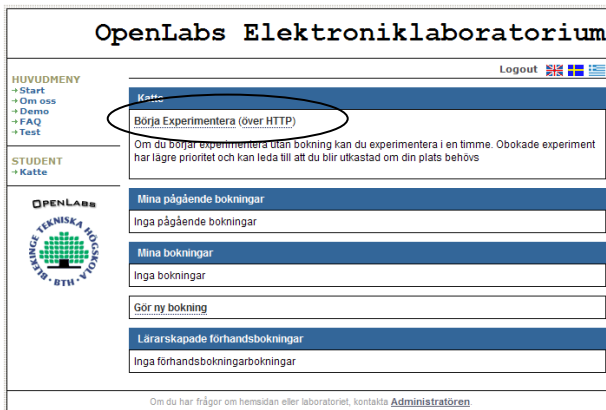 OpenLabs Elektroniklaboratorium
Logout
HUVUDMENY
Start
Om oss
Demo
FAQ
Test
STUDENT
Katte
OPENLABS
BLEKINGE TEKNISKA HÖGSKOLA
BTH
Katte
Börja Experimentera (över HTTP)
Om du börjar experimentera utan bokning kan du experimentera i en timme. Obokade experiment
har lägre prioritet och kan leda till att du blir utkastad om din plats behövs
Mina pågående bokningar
Inga pågående bokningar
Mina bokningar
Inga bokningar
Gör ny bokning
Lärarskapade förhandsbokningar
Inga förhandsbokningarbokningar
Om du har frågor om hemsidan eller laboratoriet, kontakta Administratören.